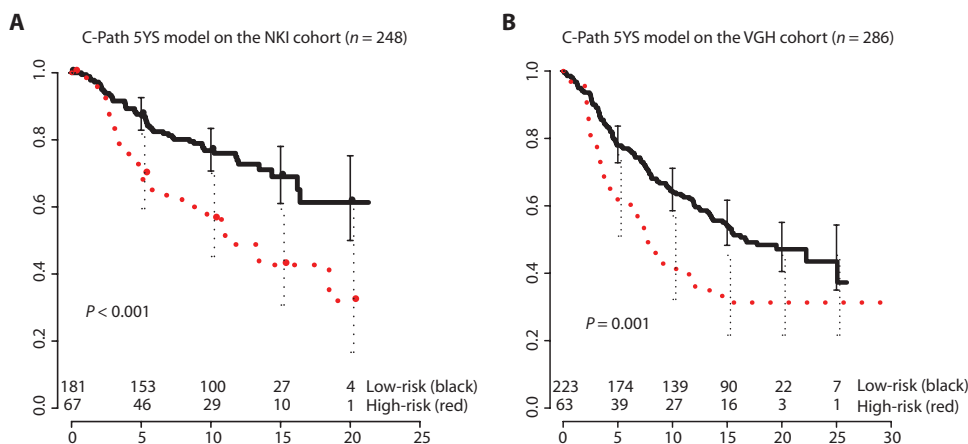 A
C-Path 5YS model on the NKI cohort (n = 248)
1.0
0.8
0.6
0.4
0.2
0.0
P < 0.001
181 153 100 27 4 Low-risk (black)
67 46 29 10 1 High-risk (red)
0 5 10 15 20 25
B
C-Path 5YS model on the VGH cohort (n = 286)
1.0
0.8
0.6
0.4
0.2
0.0
P = 0.001
223 174 139 90 22 7 Low-risk (black)
63 39 27 16 3 1 High-risk (red)
0 5 10 15 20 25 30